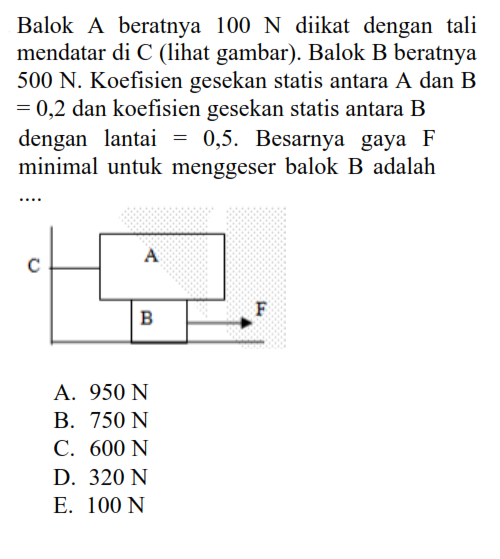 Balok A beratnya 100 N diikat dengan tali
mendatar di C (lihat gambar). Balok B beratnya
500 N. Koefisien gesekan statis antara A dan B
= 0,2 dan koefisien gesekan statis antara B
dengan lantai = 0,5. Besarnya gaya F
minimal untuk menggeser balok B adalah
....
A
C
F
B
A. 950 N
B. 750 N
C. 600 N
D. 320 N
E. 100 N